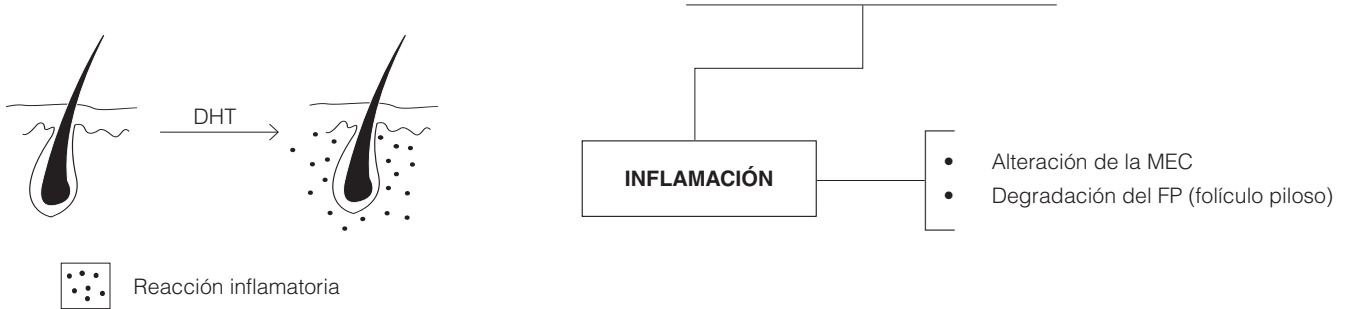 DHT
Reacción inflamatoria
INFLAMACIÓN
• Alteración de la MEC
• Degradación del FP (folículo piloso)